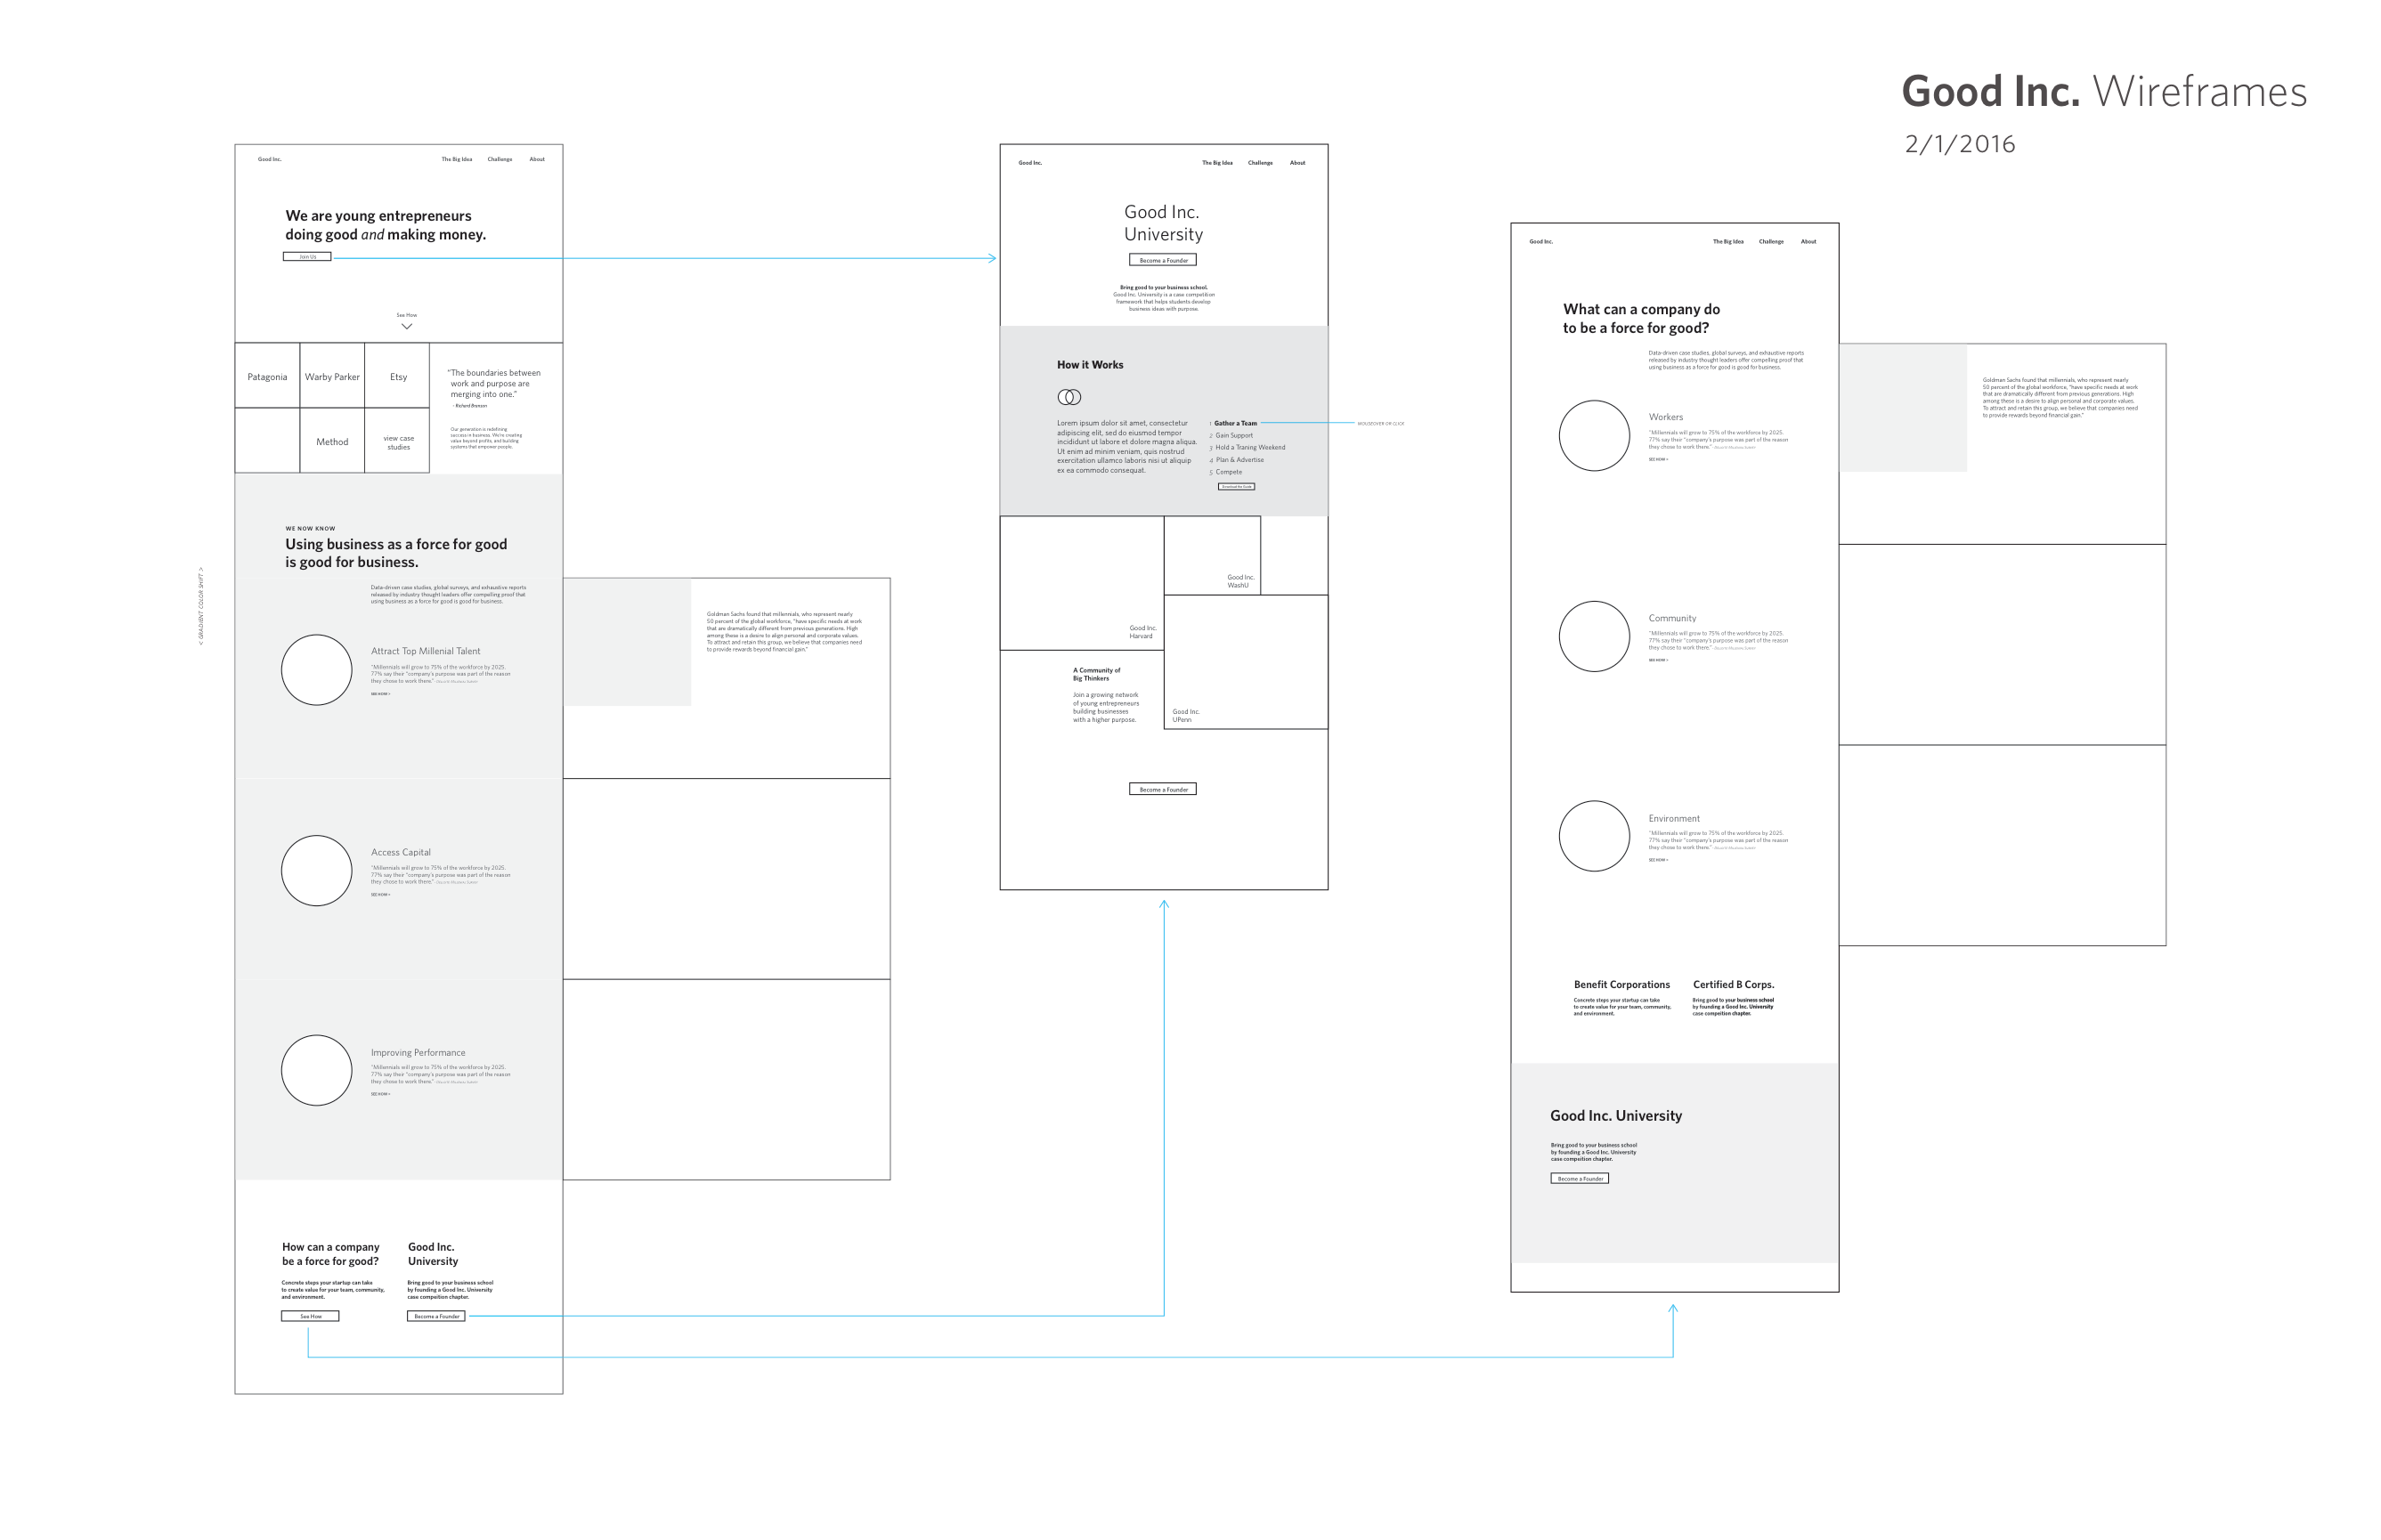 Good Inc. Wireframes
2/1/2016
< GRADIENT COLOR SHIFT >
Good Inc.
The Big Idea
Challenge
About
We are young entrepreneurs
doing good and making money.
Join Us
See How
Patagonia
Warby Parker
Etsy
Method
view case
studies
"The boundaries between
work and purpose are
merging into one."
- Richard Branson
Our generation is redefining
success in business. We're creating
value beyond profits, and building
systems that empower people.
WE NOW KNOW
Using business as a force for good
is good for business.
Data-driven case studies, global surveys, and exhaustive reports
released by industry thought leaders offer compelling proof that
using business as a force for good is good for business.
Attract Top Millenial Talent
"Millennials will grow to 75% of the workforce by 2025.
77% say their "company's purpose was part of the reason
they chose to work there."
SEE HOW >
Goldman Sachs found that millennials, who represent nearly
50 percent of the global workforce, "have specific needs at work
that are dramatically different from previous generations. High
among these is a desire to align personal and corporate values.
To attract and retain this group, we believe that companies need
to provide rewards beyond financial gain."
Access Capital
"Millennials will grow to 75% of the workforce by 2025.
77% say their "company's purpose was part of the reason
they chose to work there."
SEE HOW >
Improving Performance
"Millennials will grow to 75% of the workforce by 2025.
77% say their "company's purpose was part of the reason
they chose to work there."
SEE HOW >
How can a company
be a force for good?
Concrete steps your startup can take
to create value for your team, community,
and environment.
See How
Good Inc.
University
Bring good to your business school
by founding a Good Inc. University
case compeition chapter.
Become a Founder
Good Inc.
The Big Idea
Challenge
About
Good Inc.
University
Become a Founder
Bring good to your business school.
Good Inc. University is a case competition
framework that helps students develop
business ideas with purpose.
How it Works
Lorem ipsum dolor sit amet, consectetur
adipiscing elit, sed do eiusmod tempor
incididunt ut labore et dolore magna aliqua.
Ut enim ad minim veniam, quis nostrud
exercitation ullamco laboris nisi ut aliquip
ex ea commodo consequat.
1 Gather a Team
2 Gain Support
3 Hold a Traning Weekend
4 Plan & Advertise
5 Compete
Download the Guide
MOUSEOVER OR CLICK
Good Inc.
WashU
Good Inc.
Harvard
A Community of
Big Thinkers
Join a growing network
of young entrepreneurs
building businesses
with a higher purpose.
Good Inc.
UPenn
Become a Founder
Good Inc.
The Big Idea
Challenge
About
What can a company do
to be a force for good?
Data-driven case studies, global surveys, and exhaustive reports
released by industry thought leaders offer compelling proof that
using business as a force for good is good for business.
Workers
"Millennials will grow to 75% of the workforce by 2025.
77% say their "company's purpose was part of the reason
they chose to work there."
SEE HOW >
Goldman Sachs found that millennials, who represent nearly
50 percent of the global workforce, "have specific needs at work
that are dramatically different from previous generations. High
among these is a desire to align personal and corporate values.
To attract and retain this group, we believe that companies need
to provide rewards beyond financial gain."
Community
"Millennials will grow to 75% of the workforce by 2025.
77% say their "company's purpose was part of the reason
they chose to work there."
SEE HOW >
Environment
"Millennials will grow to 75% of the workforce by 2025.
77% say their "company's purpose was part of the reason
they chose to work there."
SEE HOW >
Benefit Corporations
Concrete steps your startup can take
to create value for your team, community,
and environment.
Certified B Corps.
Bring good to your business school
by founding a Good Inc. University
case compeition chapter.
Good Inc. University
Bring good to your business school
by founding a Good Inc. University
case compeition chapter.
Become a Founder